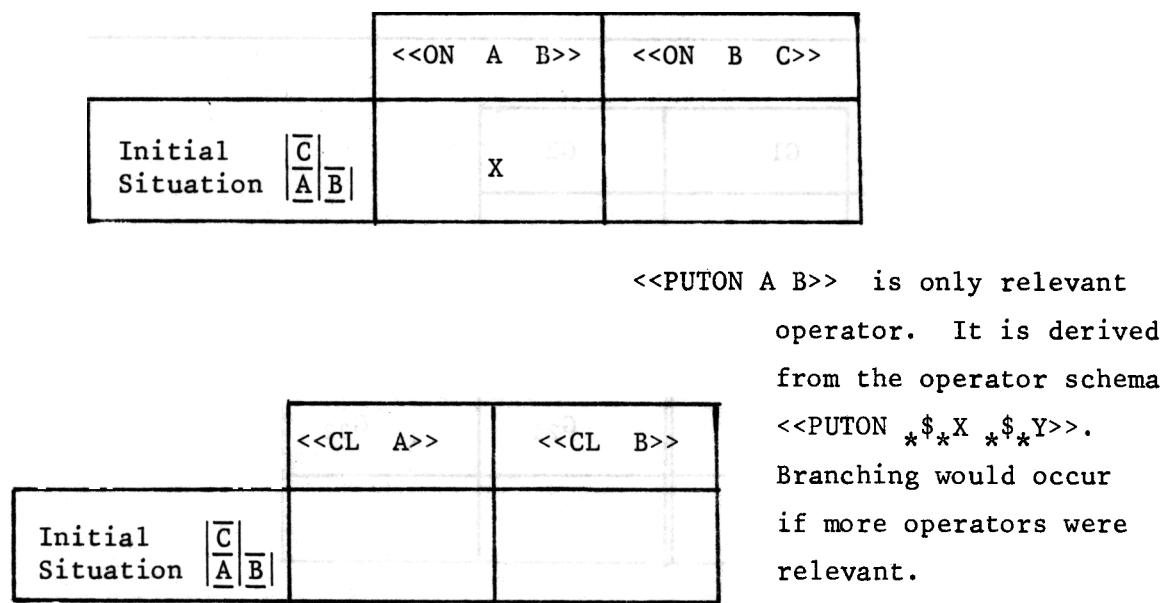 <<ON A B>> <<ON B C>>
Initial C
Situation A B X
<<PUTON A B>> is only relevant
operator. It is derived
from the operator schema
<<PUTON *$*X *$*Y>>.
Branching would occur
if more operators were
relevant.
<<CL A>> <<CL B>>
Initial C
Situation A B